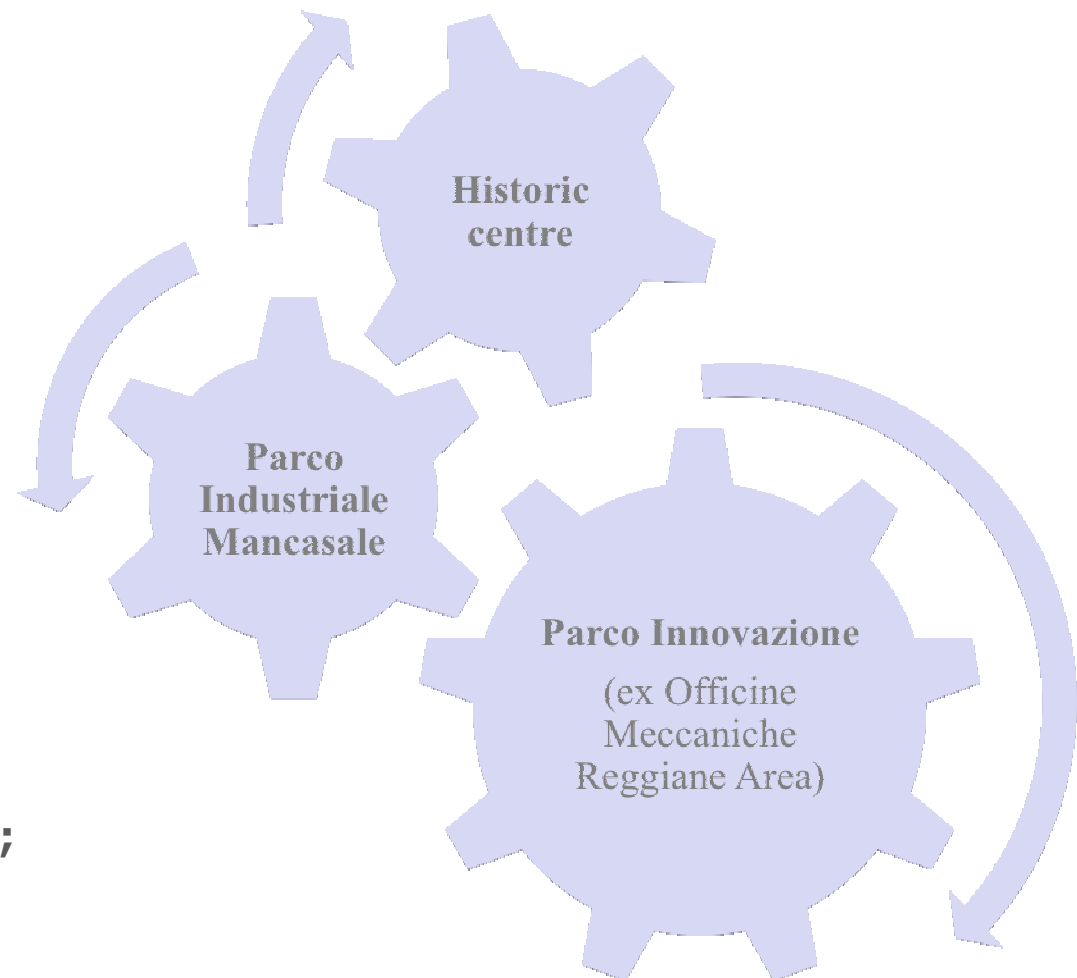 Historic
centre
Parco
Industriale
Mancasale
Parco Innovazione
(ex Officine
Meccaniche
Reggiane Area)
;